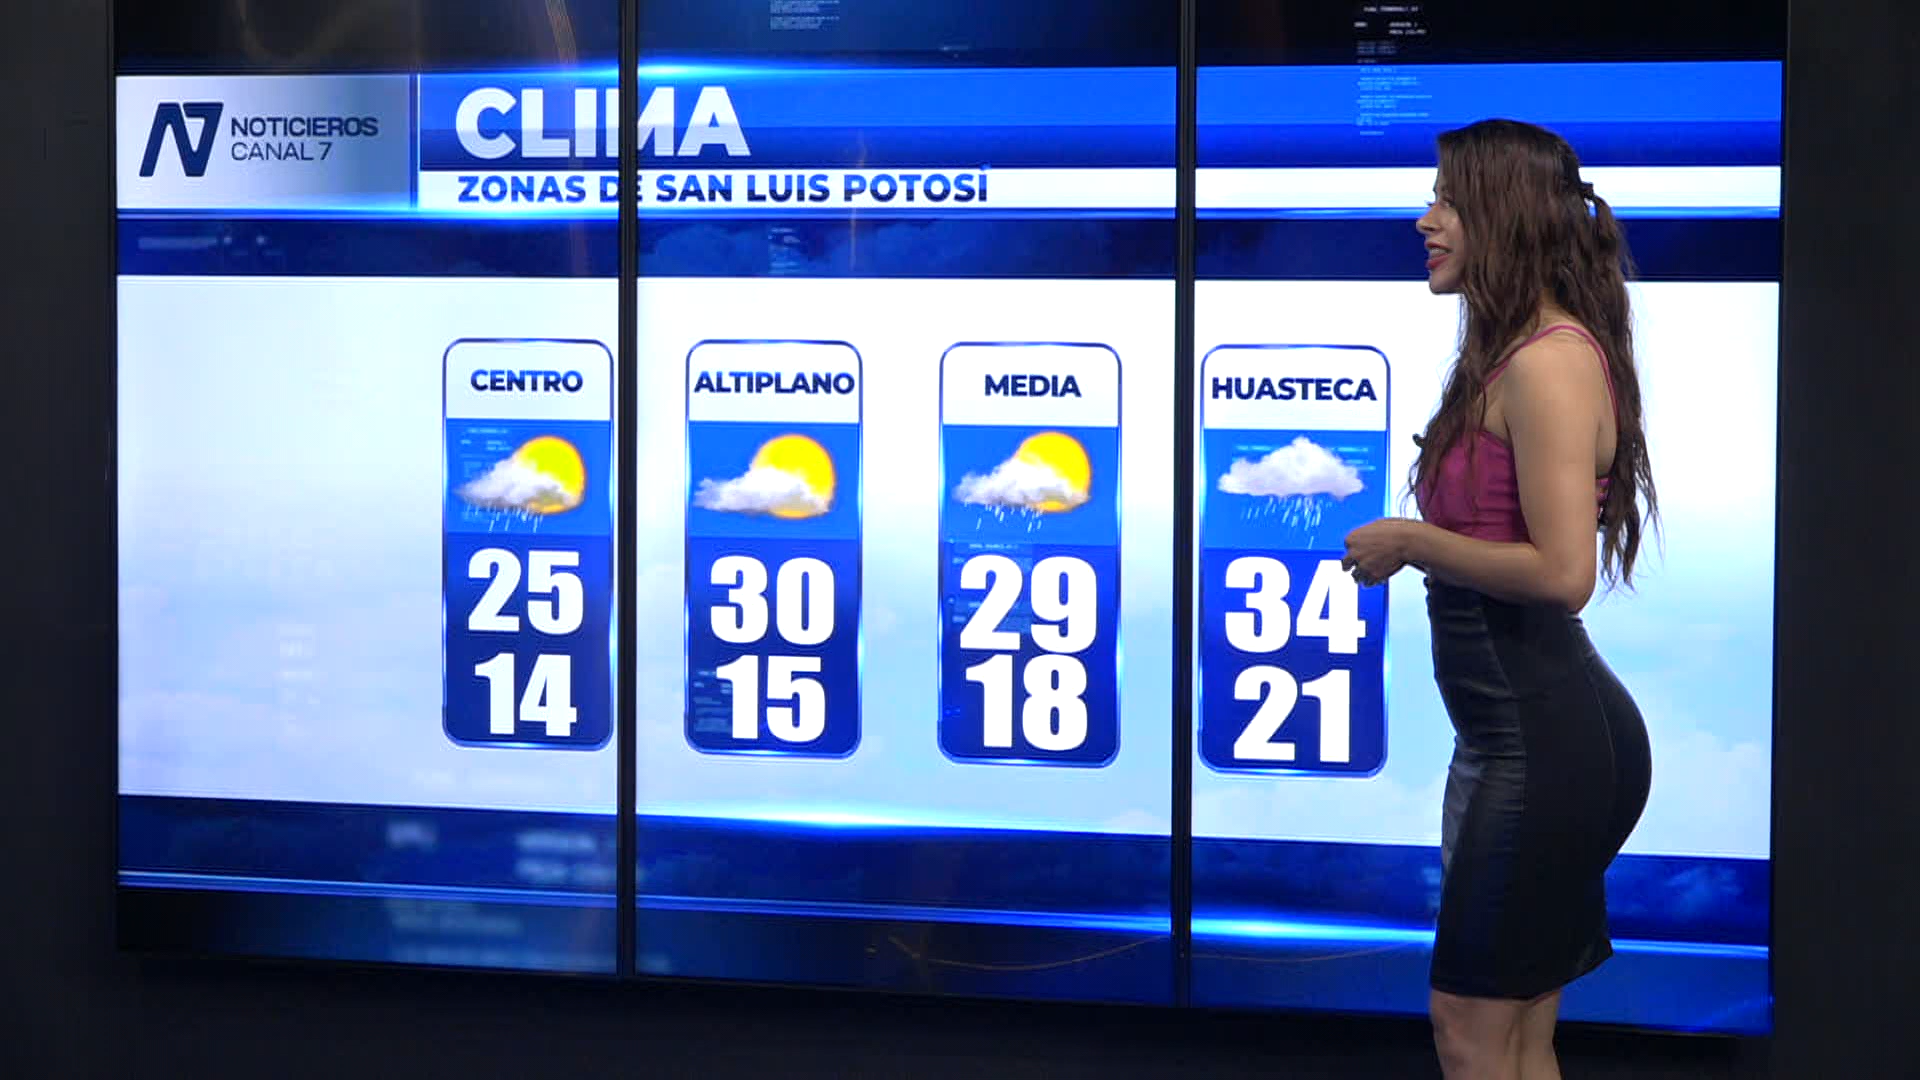 NOTICIEROS
CANAL 7
CLIMA
ZONAS DE SAN LUIS POTOSÍ
CENTRO
25
14
ALTIPLANO
30
15
MEDIA
29
18
HUASTECA
34
21